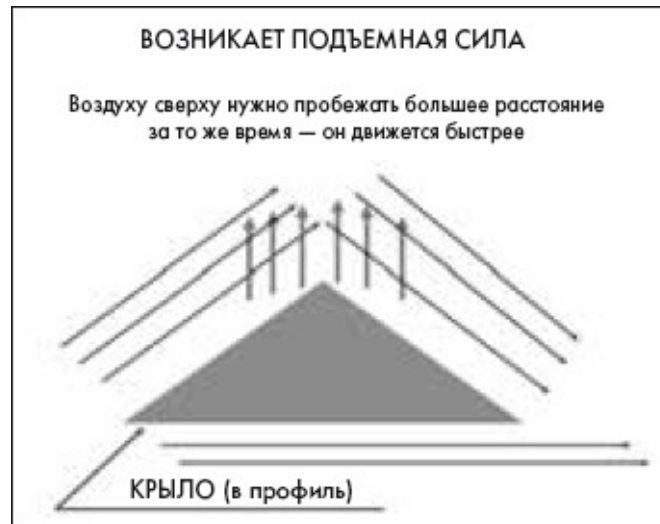 ВОЗНИКАЕТ ПОДЪЕМНАЯ СИЛА
Воздуху сверху нужно пробежать большее расстояние
за то же время — он движется быстрее
КРЫЛО (в профиль)